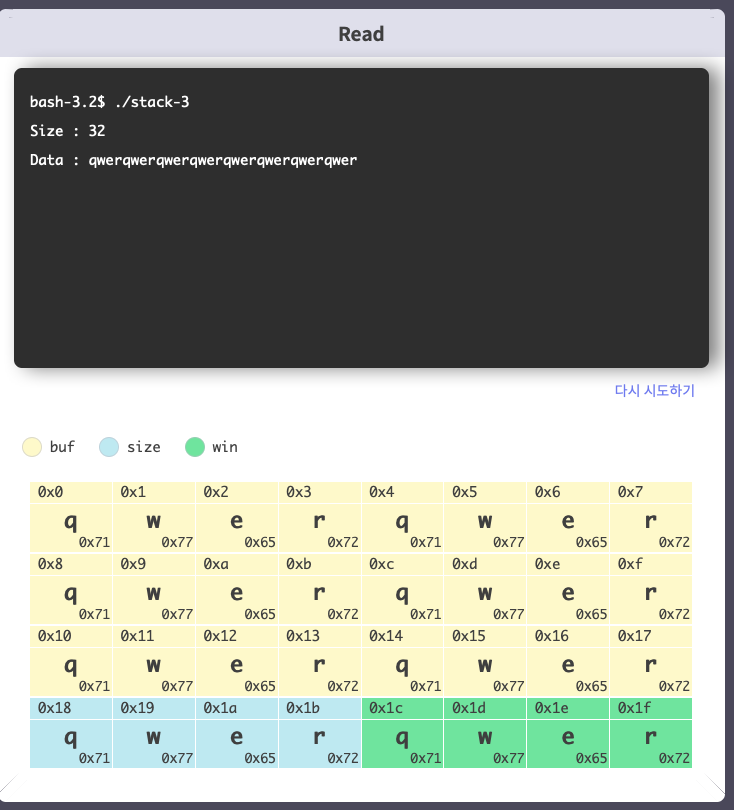 Read
bash-3.2$ ./stack-3
Size : 32
Data : qwerqwerqwerqwerqwerqwerqwerqwer
다시 시도하기
buf size win
0x0 0x1 0x2 0x3 0x4 0x5 0x6 0x7
q w e r q w e r
0x71 0x77 0x65 0x72 0x71 0x77 0x65 0x72
0x8 0x9 0xa 0xb 0xc 0xd 0xe 0xf
q w e r q w e r
0x71 0x77 0x65 0x72 0x71 0x77 0x65 0x72
0x10 0x11 0x12 0x13 0x14 0x15 0x16 0x17
q w e r q w e r
0x71 0x77 0x65 0x72 0x71 0x77 0x65 0x72
0x18 0x19 0x1a 0x1b 0x1c 0x1d 0x1e 0x1f
q w e r q w e r
0x71 0x77 0x65 0x72 0x71 0x77 0x65 0x72